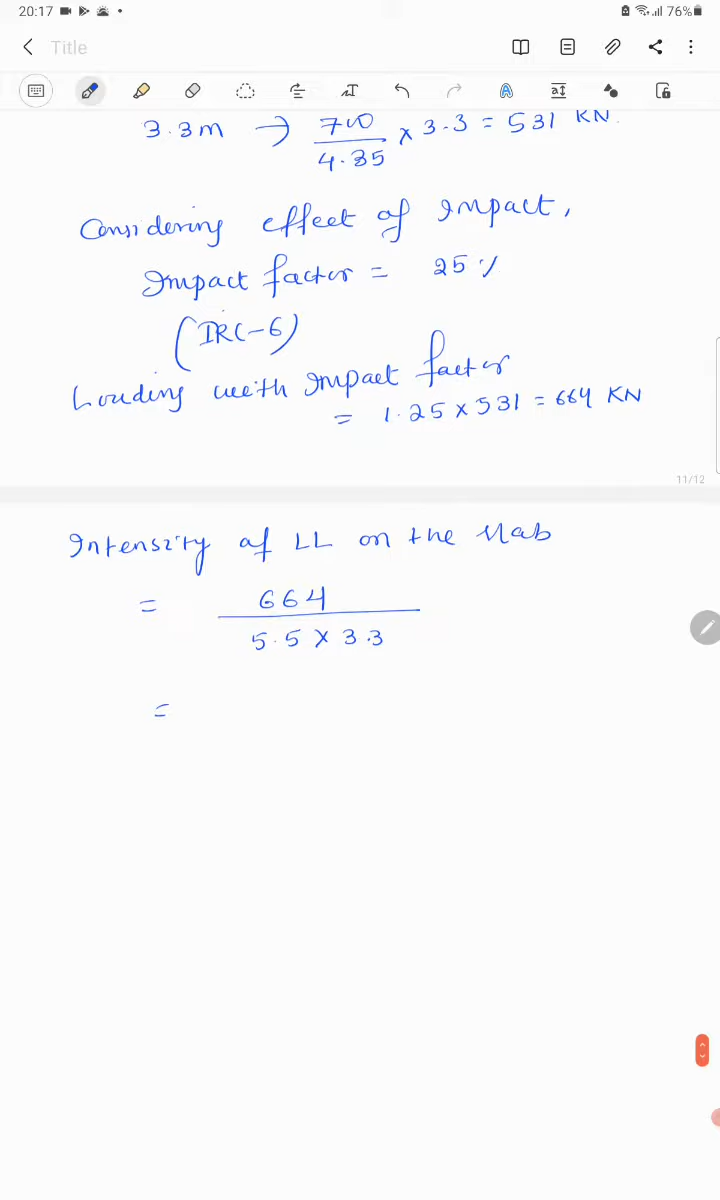 20:17 76%
Title
3.3m → 700/4.35 × 3.3 = 531 KN.
Considering effect of impact,
Impact factor = 25 %
(IRC-6)
Loading with impact factor
= 1.25 × 531 = 664 KN
11/12
Intensity of LL on the slab
= 664
5.5 × 3.3
=